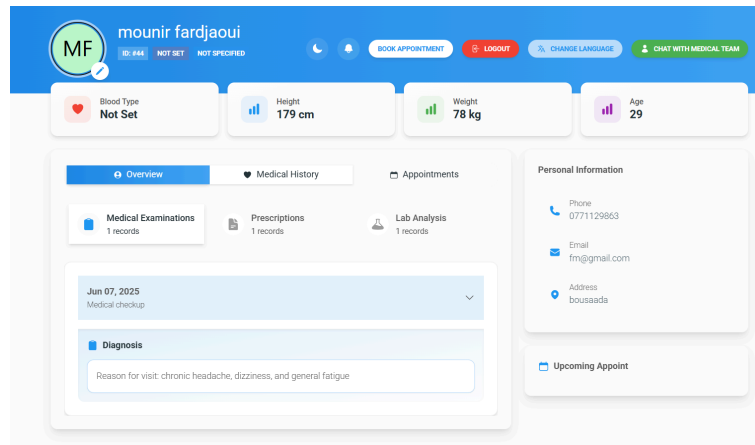 MF
mounir fardjaoui
ID: #44 NOT SET NOT SPECIFIED
BOOK APPOINTMENT
LOGOUT
CHANGE LANGUAGE
CHAT WITH MEDICAL TEAM
Blood Type
Not Set
Height
179 cm
Weight
78 kg
Age
29
Overview
Medical History
Appointments
Medical Examinations
1 records
Prescriptions
1 records
Lab Analysis
1 records
Jun 07, 2025
Medical checkup
Diagnosis
Reason for visit: chronic headache, dizziness, and general fatigue
Personal Information
Phone
0771129863
Email
fm@gmail.com
Address
bousaada
Upcoming Appoint